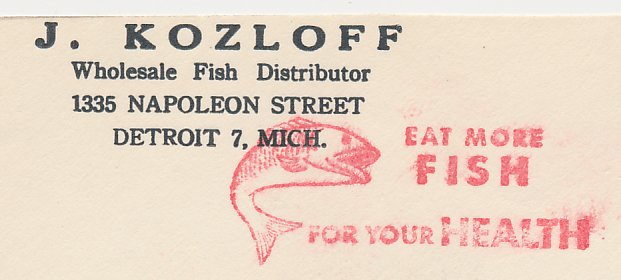 J. KOZLOFF
Wholesale Fish Distributor
1335 NAPOLEON STREET
DETROIT 7, MICH.
EAT MORE
FISH
FOR YOUR HEALTH